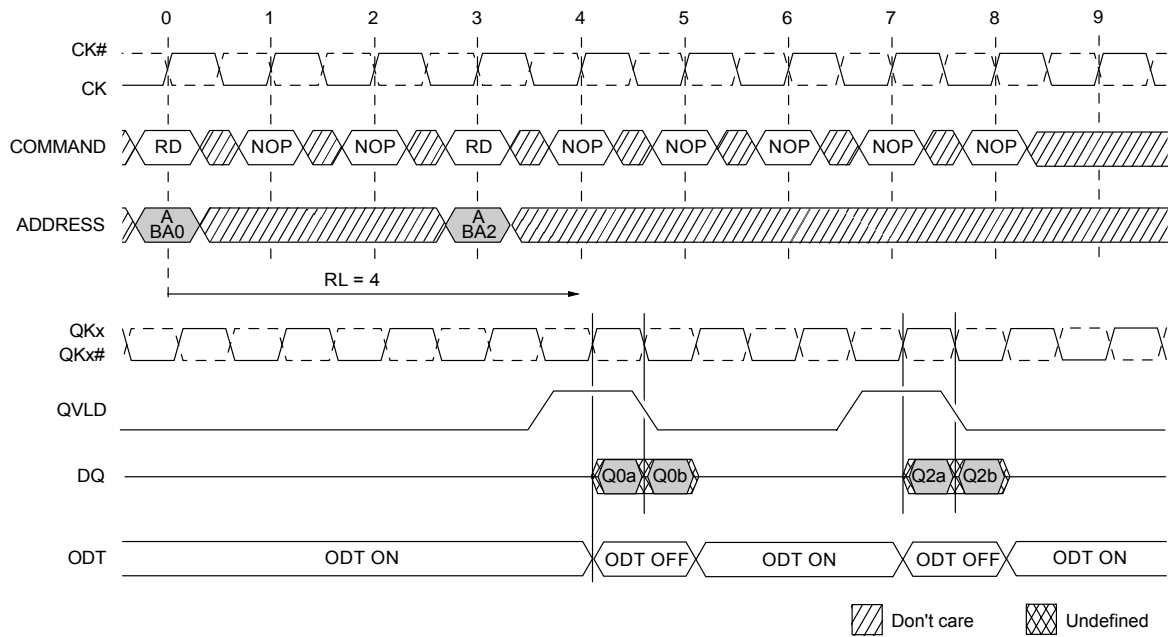 0 1 2 3 4 5 6 7 8 9
CK#
CK
COMMAND RD NOP NOP RD NOP NOP NOP NOP NOP
ADDRESS A BA0 A BA2
RL = 4
QKx
QKx#
QVLD
DQ Q0a Q0b Q2a Q2b
ODT ODT ON ODT OFF ODT ON ODT OFF ODT ON
Don't care Undefined